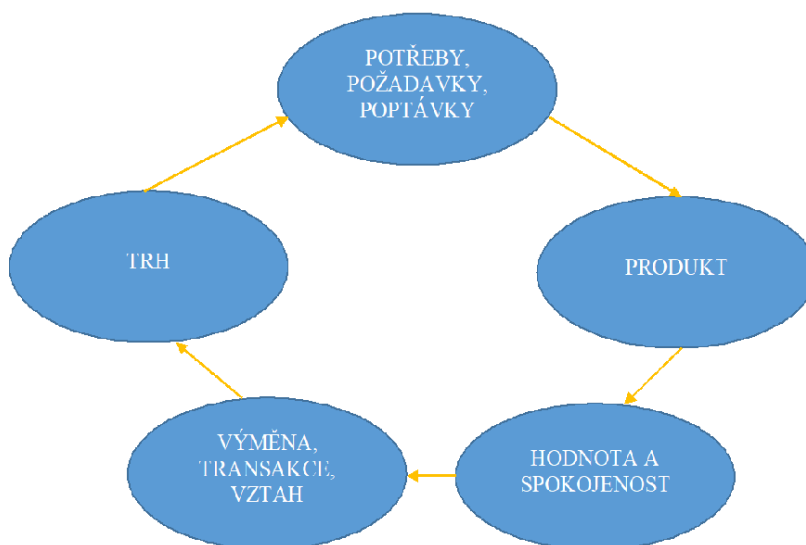 POTŘEBY,
POŽADAVKY,
POPTÁVKY
TRH
PRODUKT
VÝMĚNA,
TRANSAKCE,
VZTAH
HODNOTA A
SPOKOJENOST